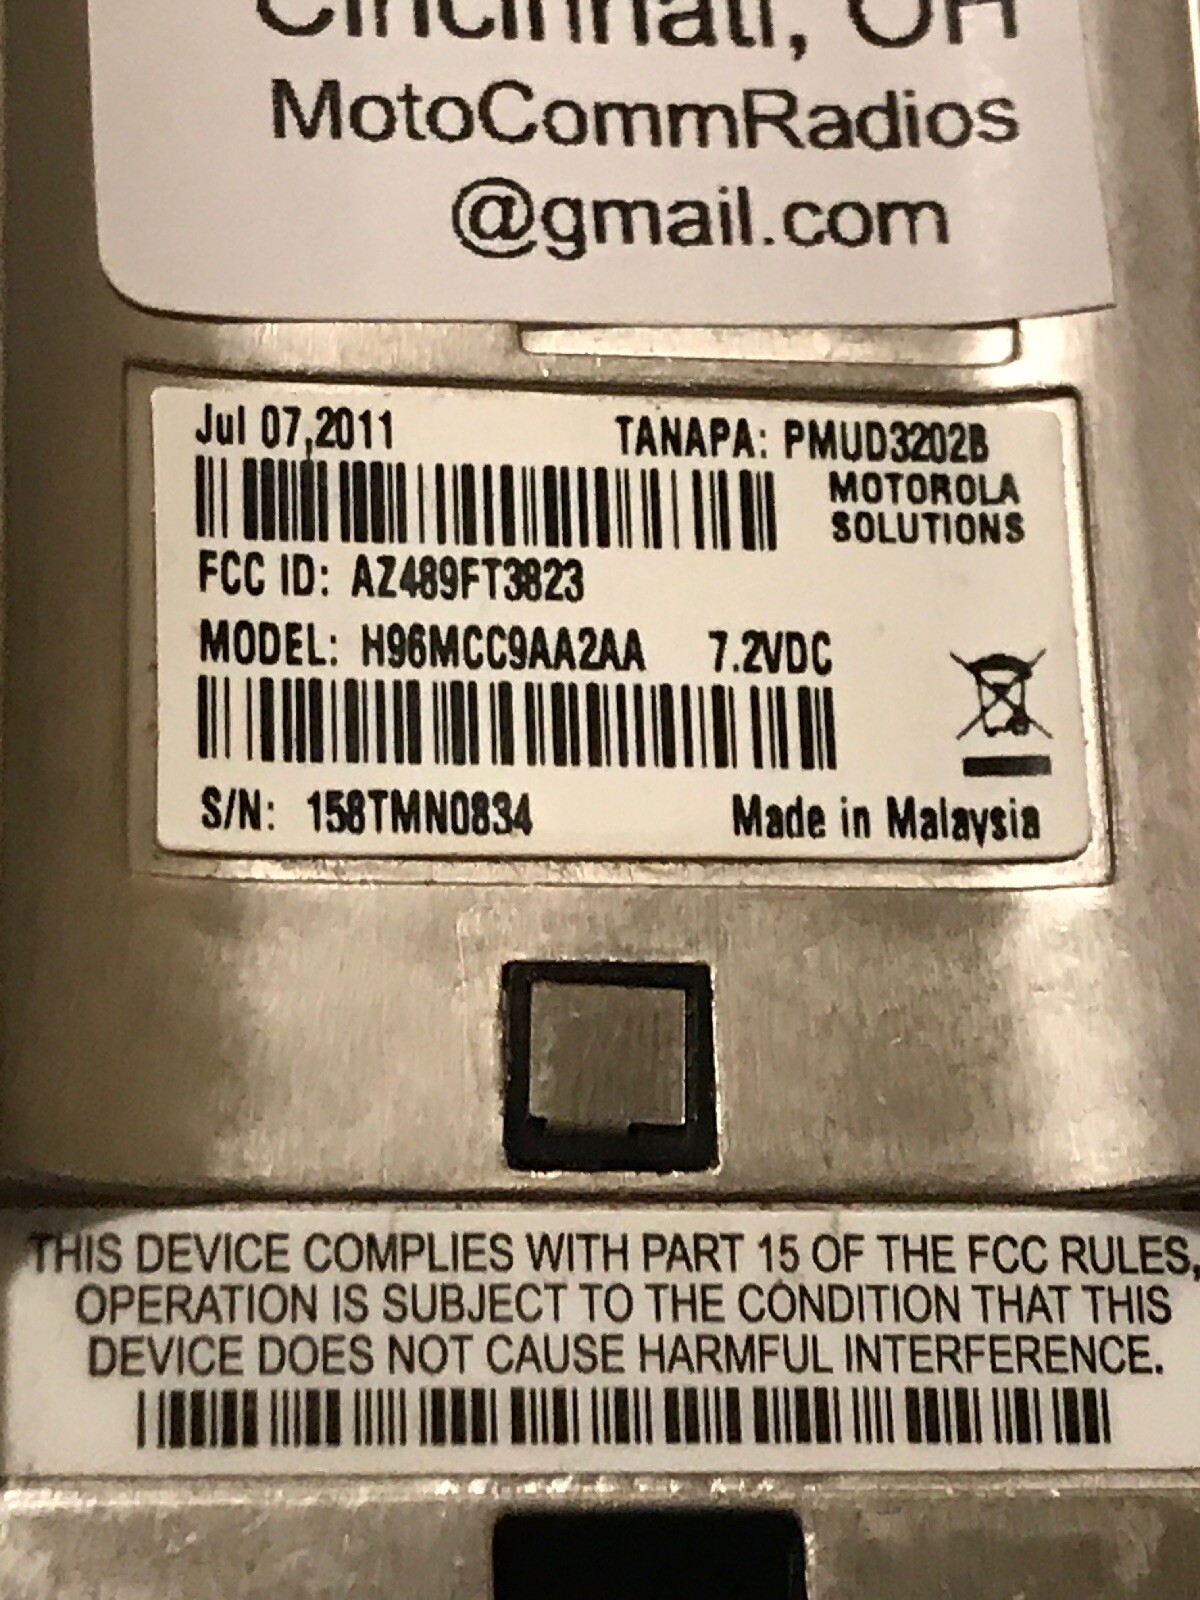 Cincinnati, OH
MotoCommRadios
@gmail.com
Jul 07,2011 TANAPA: PMUD3202B
MOTOROLA
SOLUTIONS
FCC ID: AZ489FT3823
MODEL: H96MCC9AA2AA 7.2VDC
S/N: 158TMN0834 Made in Malaysia
THIS DEVICE COMPLIES WITH PART 15 OF THE FCC RULES,
OPERATION IS SUBJECT TO THE CONDITION THAT THIS
DEVICE DOES NOT CAUSE HARMFUL INTERFERENCE.